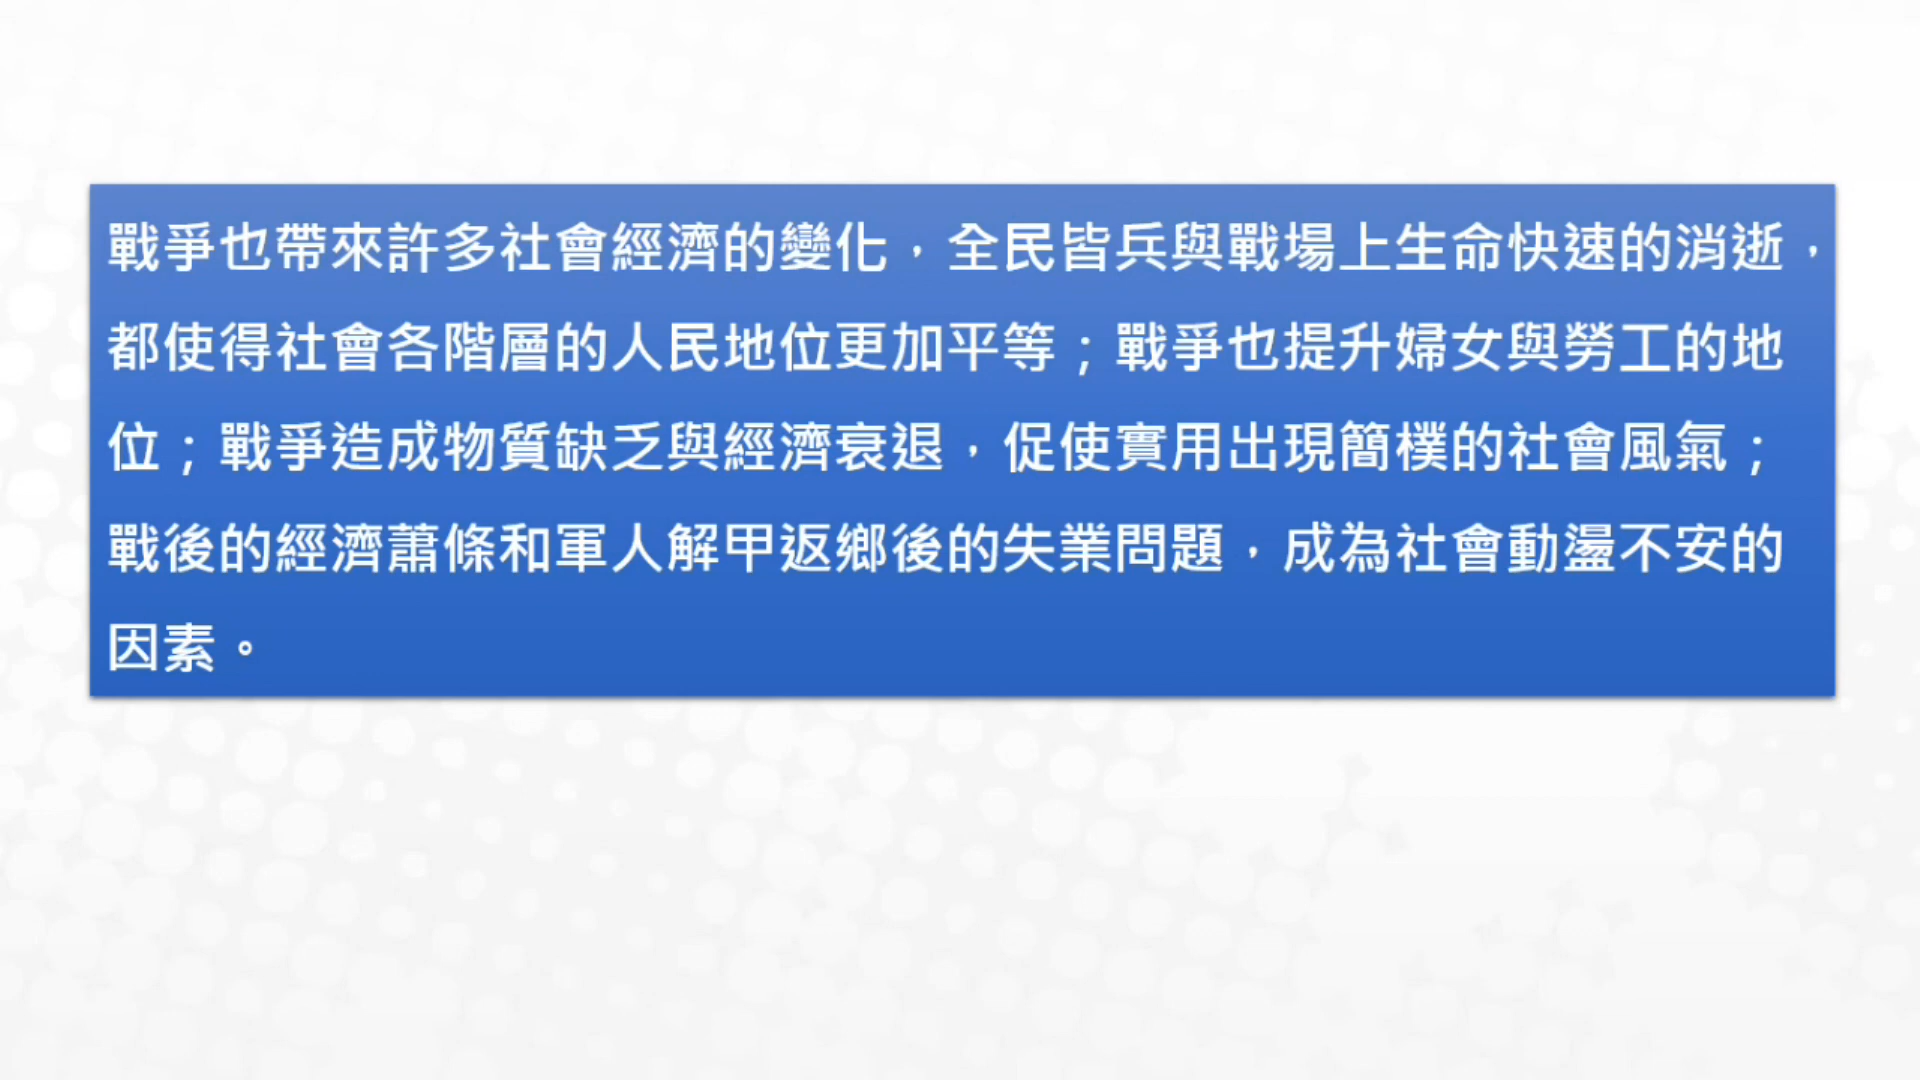 戰爭也帶來許多社會經濟的變化，全民皆兵與戰場上生命快速的消逝，
都使得社會各階層的人民地位更加平等；戰爭也提升婦女與勞工的地
位；戰爭造成物質缺乏與經濟衰退，促使實用出現簡樸的社會風氣；
戰後的經濟蕭條和軍人解甲返鄉後的失業問題，成為社會動盪不安的
因素。